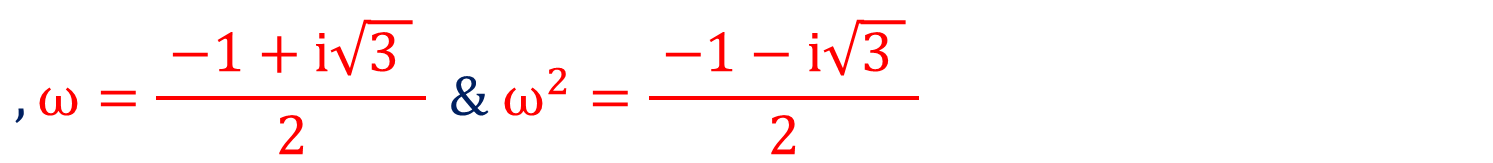 , ω = (−1 + i√3)/2 & ω² = (−1 − i√3)/2